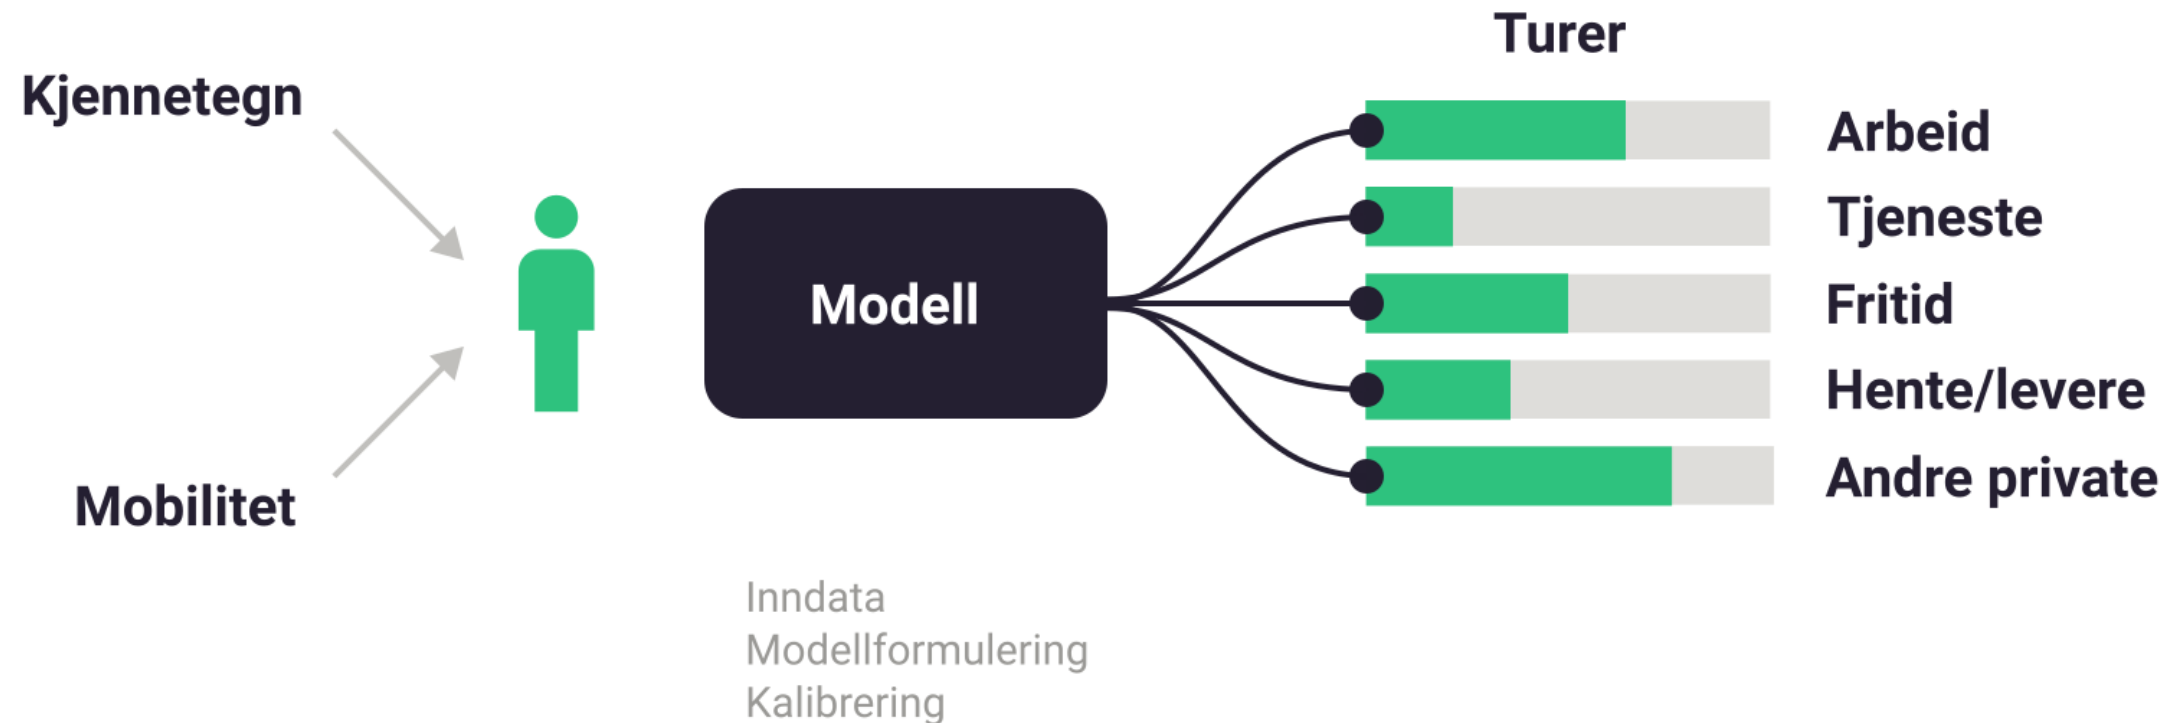 Turer
Kjennetegn
Arbeid
Tjeneste
Modell
Fritid
Hente/levere
Mobilitet
Andre private
Inndata
Modellformulering
Kalibrering